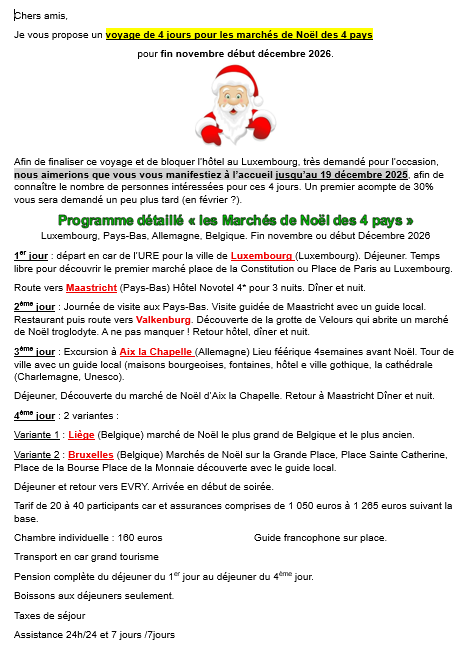 Chers amis,
Je vous propose un voyage de 4 jours pour les marchés de Noël des 4 pays
pour fin novembre début décembre 2026.
Afin de finaliser ce voyage et de bloquer l'hôtel au Luxembourg, très demandé pour l'occasion,
nous aimerions que vous vous manifestiez à l'accueil jusqu'au 19 décembre 2025, afin de
connaître le nombre de personnes intéressées pour ces 4 jours. Un premier acompte de 30%
vous sera demandé un peu plus tard (en février ?).
Programme détaillé « les Marchés de Noël des 4 pays »
Luxembourg, Pays-Bas, Allemagne, Belgique. Fin novembre ou début Décembre 2026
1er jour : départ en car de l'URE pour la ville de Luxembourg (Luxembourg). Déjeuner. Temps
libre pour découvrir le premier marché place de la Constitution ou Place de Paris au Luxembourg.
Route vers Maastricht (Pays-Bas) Hôtel Novotel 4* pour 3 nuits. Dîner et nuit.
2ème jour : Journée de visite aux Pays-Bas. Visite guidée de Maastricht avec un guide local.
Restaurant puis route vers Valkenburg. Découverte de la grotte de Velours qui abrite un marché
de Noël troglodyte. A ne pas manquer ! Retour hôtel, dîner et nuit.
3ème jour : Excursion à Aix la Chapelle (Allemagne) Lieu féérique 4semaines avant Noël. Tour de
ville avec un guide local (maisons bourgeoises, fontaines, hôtel e ville gothique, la cathédrale
(Charlemagne, Unesco).
Déjeuner, Découverte du marché de Noël d'Aix la Chapelle. Retour à Maastricht Dîner et nuit.
4ème jour : 2 variantes :
Variante 1 : Liège (Belgique) marché de Noël le plus grand de Belgique et le plus ancien.
Variante 2 : Bruxelles (Belgique) Marchés de Noël sur la Grande Place, Place Sainte Catherine,
Place de la Bourse Place de la Monnaie découverte avec le guide local.
Déjeuner et retour vers EVRY. Arrivée en début de soirée.
Tarif de 20 à 40 participants car et assurances comprises de 1 050 euros à 1 265 euros suivant la
base.
Chambre individuelle : 160 euros Guide francophone sur place.
Transport en car grand tourisme
Pension complète du déjeuner du 1er jour au déjeuner du 4ème jour.
Boissons aux déjeuners seulement.
Taxes de séjour
Assistance 24h/24 et 7 jours /7jours